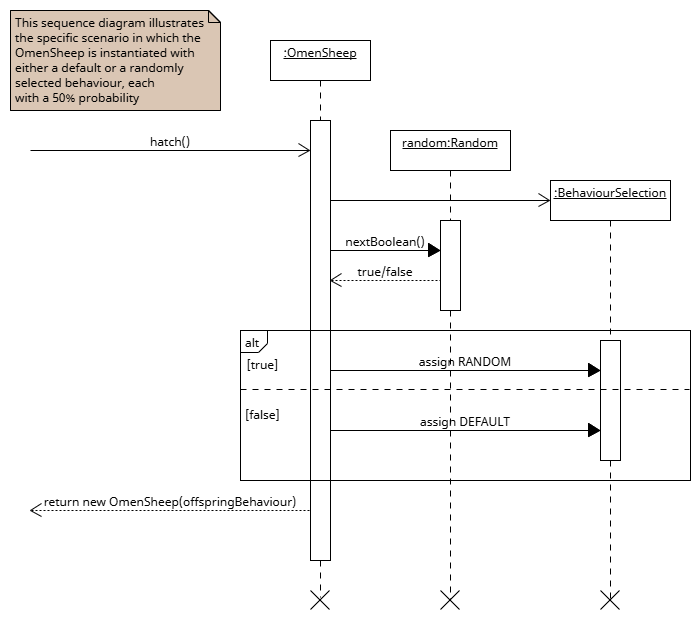 This sequence diagram illustrates
the specific scenario in which the
OmenSheep is instantiated with
either a default or a randomly
selected behaviour, each
with a 50% probability
:OmenSheep
hatch()
random:Random
:BehaviourSelection
nextBoolean()
true/false
alt
[true]
assign RANDOM
[false]
assign DEFAULT
return new OmenSheep(offspringBehaviour)